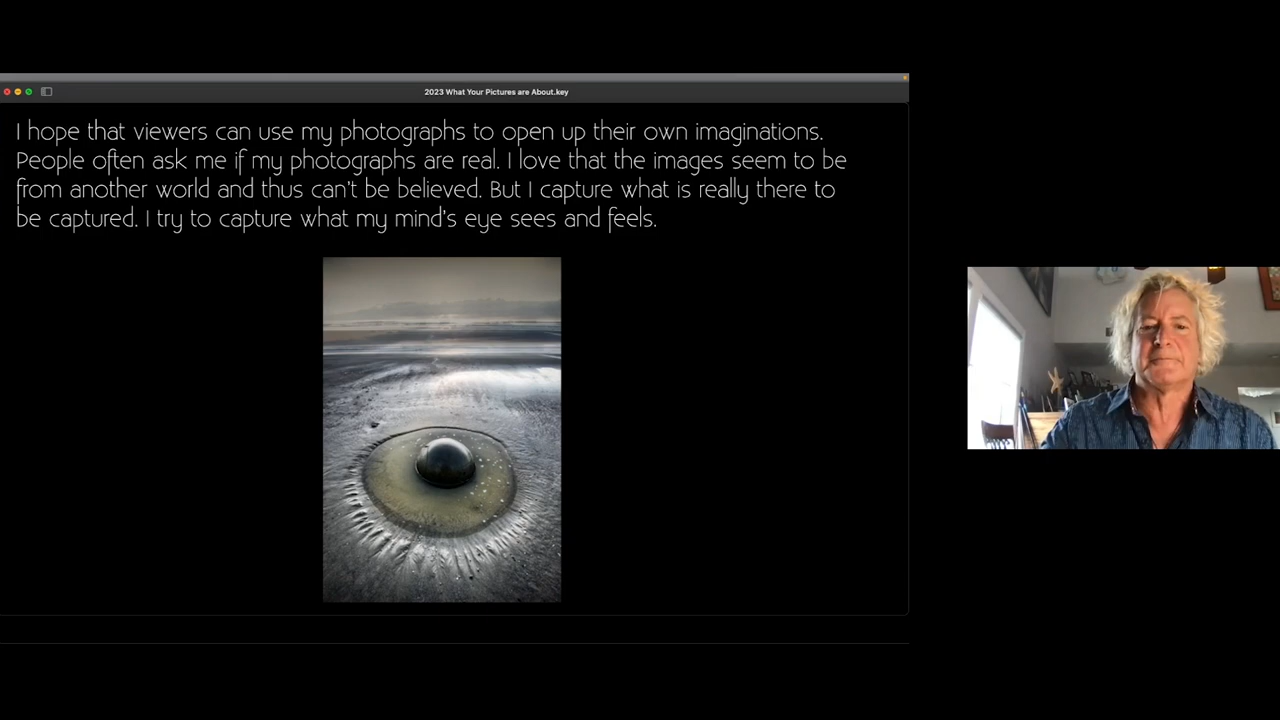 2023 What Your Pictures are About.key
I hope that viewers can use my photographs to open up their own imaginations.
People often ask me if my photographs are real. I love that the images seem to be
from another world and thus can't be believed. But I capture what is really there to
be captured. I try to capture what my mind's eye sees and feels.